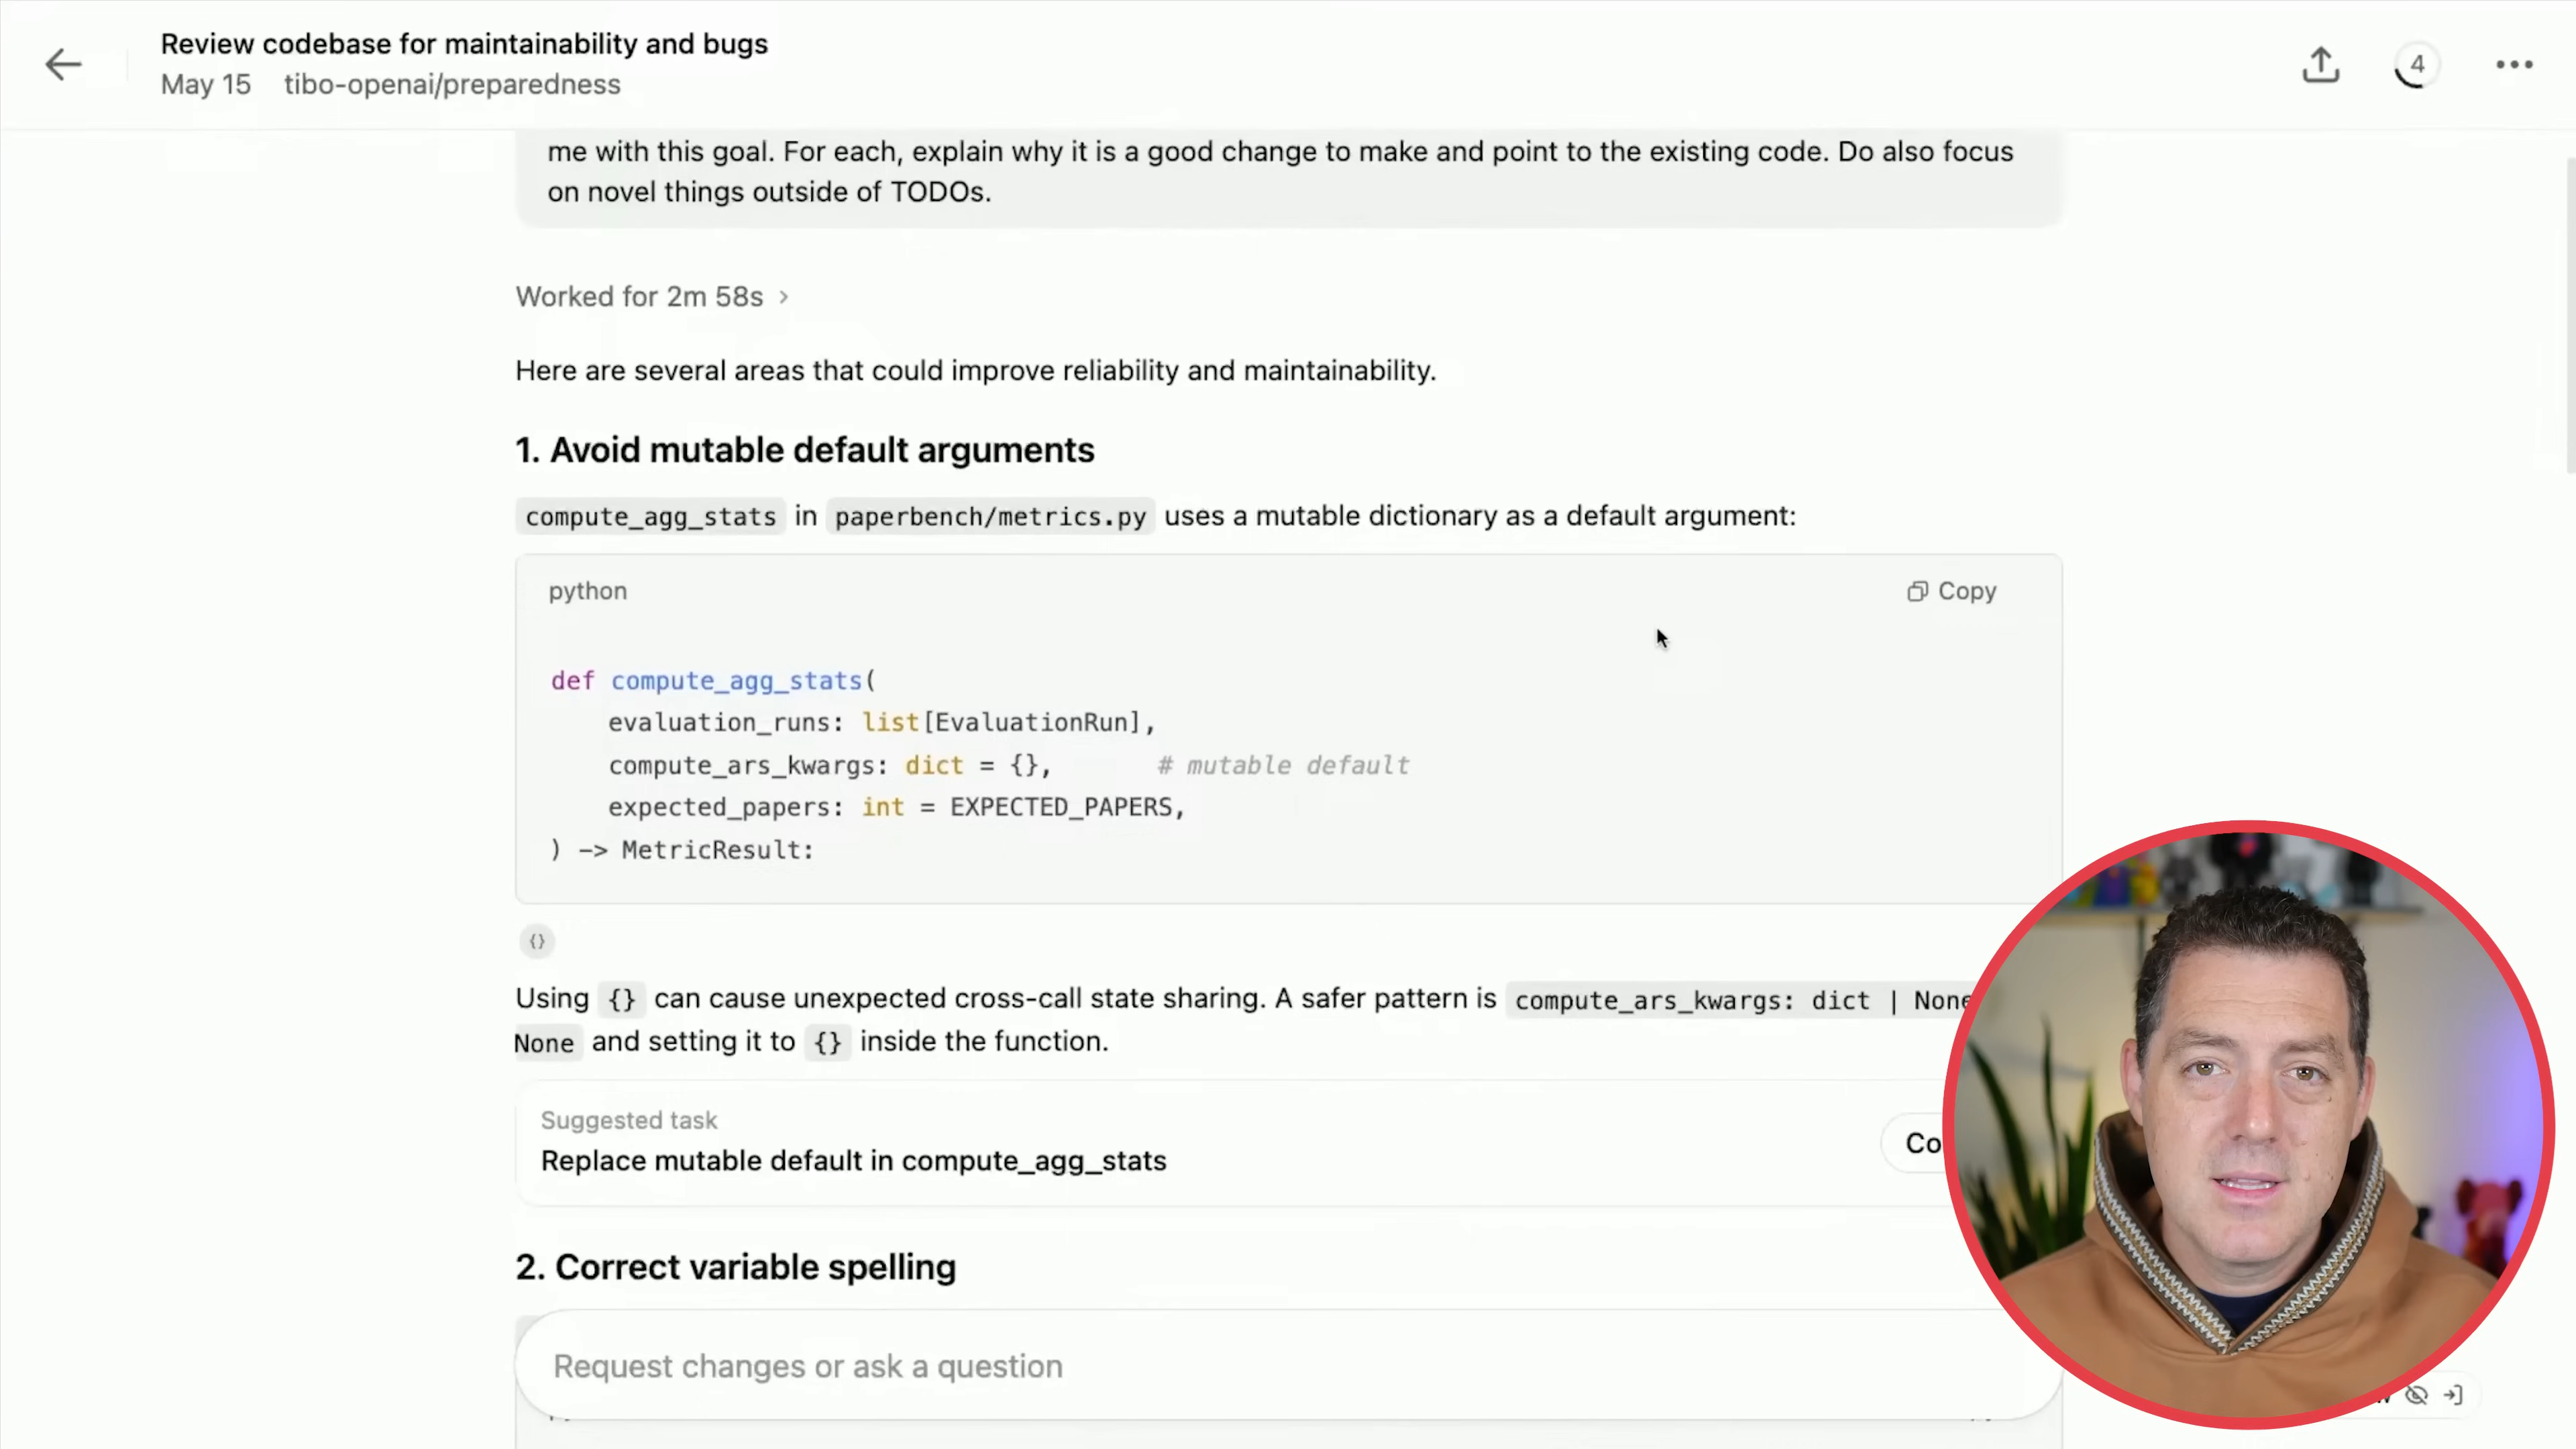 Review codebase for maintainability and bugs
May 15 tibo-openai/preparedness
4
me with this goal. For each, explain why it is a good change to make and point to the existing code. Do also focus
on novel things outside of TODOs.
Worked for 2m 58s >
Here are several areas that could improve reliability and maintainability.
1. Avoid mutable default arguments
compute_agg_stats in paperbench/metrics.py uses a mutable dictionary as a default argument:
python
Copy
def compute_agg_stats(
    evaluation_runs: list[EvaluationRun],
    compute_ars_kwargs: dict = {}, # mutable default
    expected_papers: int = EXPECTED_PAPERS,
) -> MetricResult:
{}
Using {} can cause unexpected cross-call state sharing. A safer pattern is compute_ars_kwargs: dict | None
None and setting it to {} inside the function.
Suggested task
Replace mutable default in compute_agg_stats
Co
2. Correct variable spelling
Request changes or ask a question